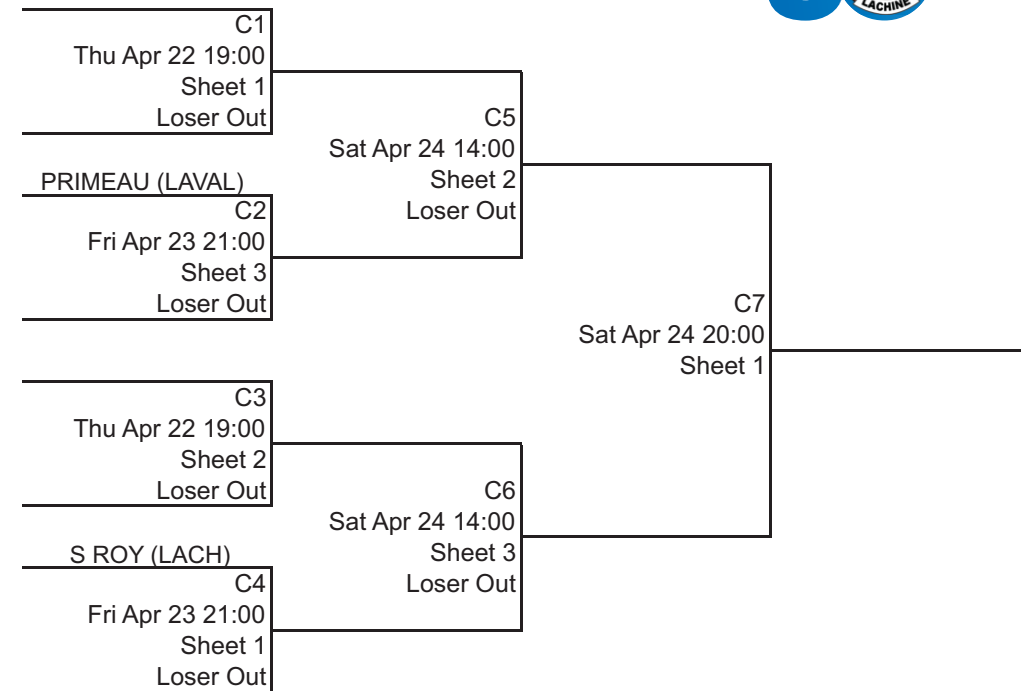 LACHINE
C1
Thu Apr 22 19:00
Sheet 1
Loser Out
C5
Sat Apr 24 14:00
Sheet 2
Loser Out
PRIMEAU (LAVAL)
C2
Fri Apr 23 21:00
Sheet 3
Loser Out
C7
Sat Apr 24 20:00
Sheet 1
C3
Thu Apr 22 19:00
Sheet 2
Loser Out
C6
Sat Apr 24 14:00
Sheet 3
Loser Out
S ROY (LACH)
C4
Fri Apr 23 21:00
Sheet 1
Loser Out